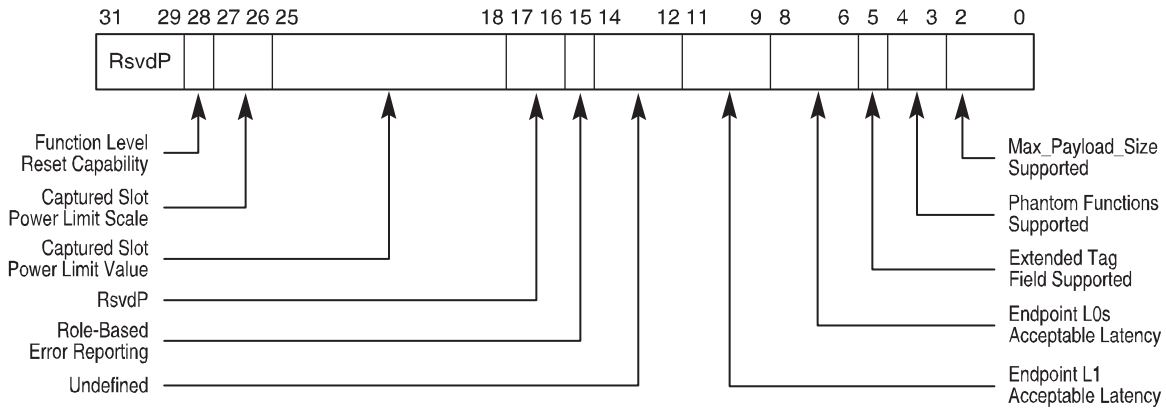 31 29 28 27 26 25 18 17 16 15 14 12 11 9 8 6 5 4 3 2 0
RsvdP
Function Level
Reset Capability
Captured Slot
Power Limit Scale
Captured Slot
Power Limit Value
RsvdP
Role-Based
Error Reporting
Undefined
Max_Payload_Size
Supported
Phantom Functions
Supported
Extended Tag
Field Supported
Endpoint L0s
Acceptable Latency
Endpoint L1
Acceptable Latency